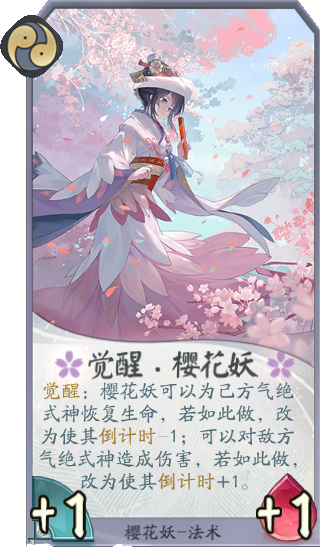 觉醒·樱花妖
觉醒：樱花妖可以为己方气绝
式神恢复生命，若如此做，改
为使其倒计时-1；可以对敌方
气绝式神造成伤害，若如此做，
改为使其倒计时+1。
+1
樱花妖-法术
+1